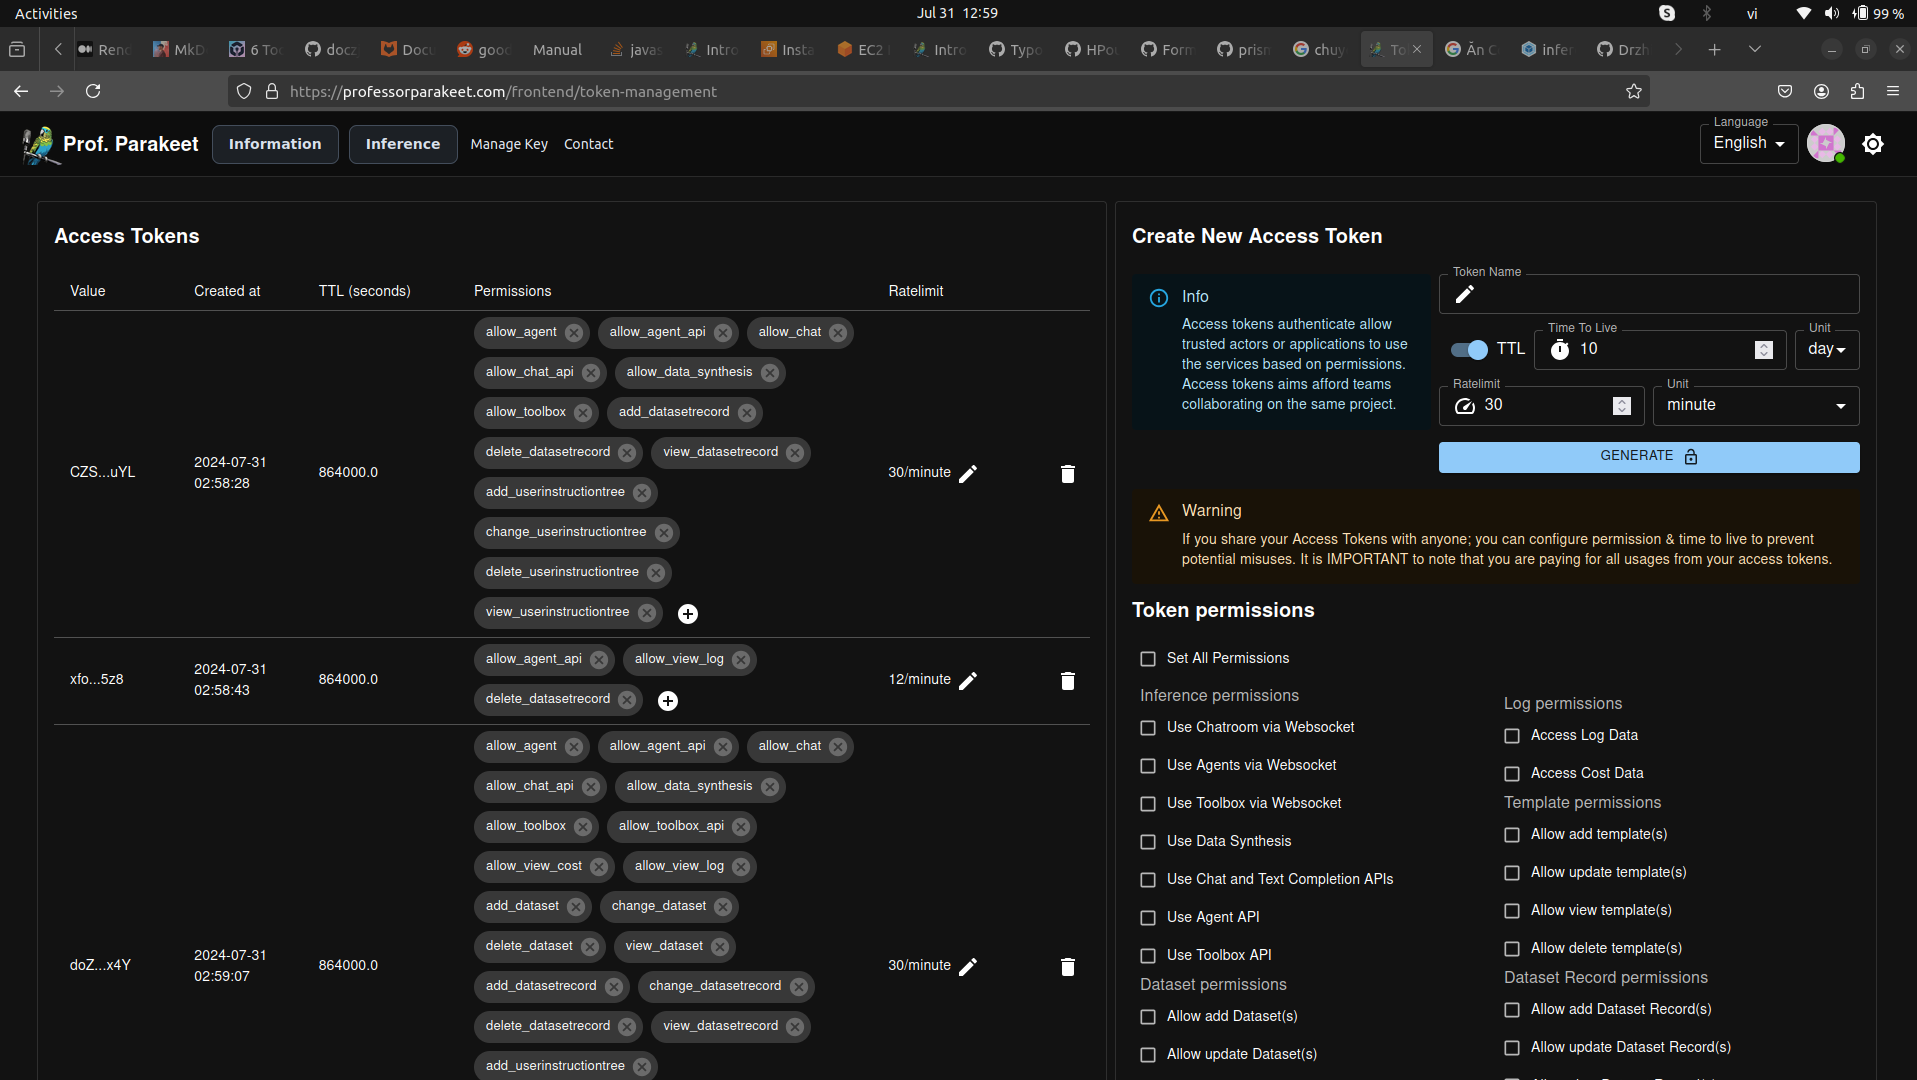 Activities
Jul 31 12:59
vi
99 %
Rend
MkD
6 Too
docz
Docu
good
Manual
javas
Intro
Insta
EC2
Intro
Typo
HPou
Form
prism
chuy
To
Ăn C
infer
Drzh
https://professorparakeet.com/frontend/token-management
Prof. Parakeet
Information
Inference
Manage Key
Contact
Language
English
Access Tokens
Value Created at TTL (seconds) Permissions Ratelimit
allow_agent allow_agent_api allow_chat
allow_chat_api allow_data_synthesis
allow_toolbox add_datasetrecord
delete_datasetrecord view_datasetrecord
add_userinstructiontree
change_userinstructiontree
delete_userinstructiontree
view_userinstructiontree
CZS...uYL
2024-07-31
02:58:28
864000.0
30/minute
allow_agent_api allow_view_log
delete_datasetrecord
xfo...5z8
2024-07-31
02:58:43
864000.0
12/minute
allow_agent allow_agent_api allow_chat
allow_chat_api allow_data_synthesis
allow_toolbox allow_toolbox_api
allow_view_cost allow_view_log
add_dataset change_dataset
delete_dataset view_dataset
add_datasetrecord change_datasetrecord
delete_datasetrecord view_datasetrecord
add_userinstructiontree
doZ...x4Y
2024-07-31
02:59:07
864000.0
30/minute
Create New Access Token
Info
Access tokens authenticate allow
trusted actors or applications to use
the services based on permissions.
Access tokens aims afford teams
collaborating on the same project.
Token Name
TTL
Time To Live
10
Unit
day
Ratelimit
30
Unit
minute
GENERATE
Warning
If you share your Access Tokens with anyone; you can configure permission & time to live to prevent
potential misuses. It is IMPORTANT to note that you are paying for all usages from your access tokens.
Token permissions
Set All Permissions
Inference permissions
Use Chatroom via Websocket
Use Agents via Websocket
Use Toolbox via Websocket
Use Data Synthesis
Use Chat and Text Completion APIs
Use Agent API
Use Toolbox API
Dataset permissions
Allow add Dataset(s)
Allow update Dataset(s)
Log permissions
Access Log Data
Access Cost Data
Template permissions
Allow add template(s)
Allow update template(s)
Allow view template(s)
Allow delete template(s)
Dataset Record permissions
Allow add Dataset Record(s)
Allow update Dataset Record(s)